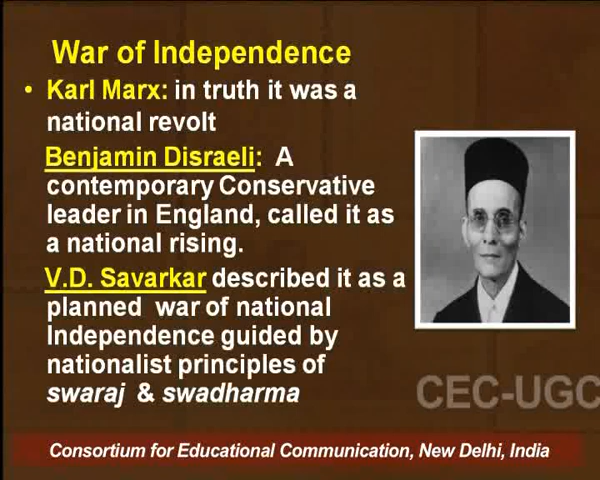 War of Independence
• Karl Marx: in truth it was a
national revolt
Benjamin Disraeli: A
contemporary Conservative
leader in England, called it as
a national rising.
V.D. Savarkar described it as a
planned war of national
Independence guided by
nationalist principles of
swaraj & swadharma
CEC-UGC
Consortium for Educational Communication, New Delhi, India